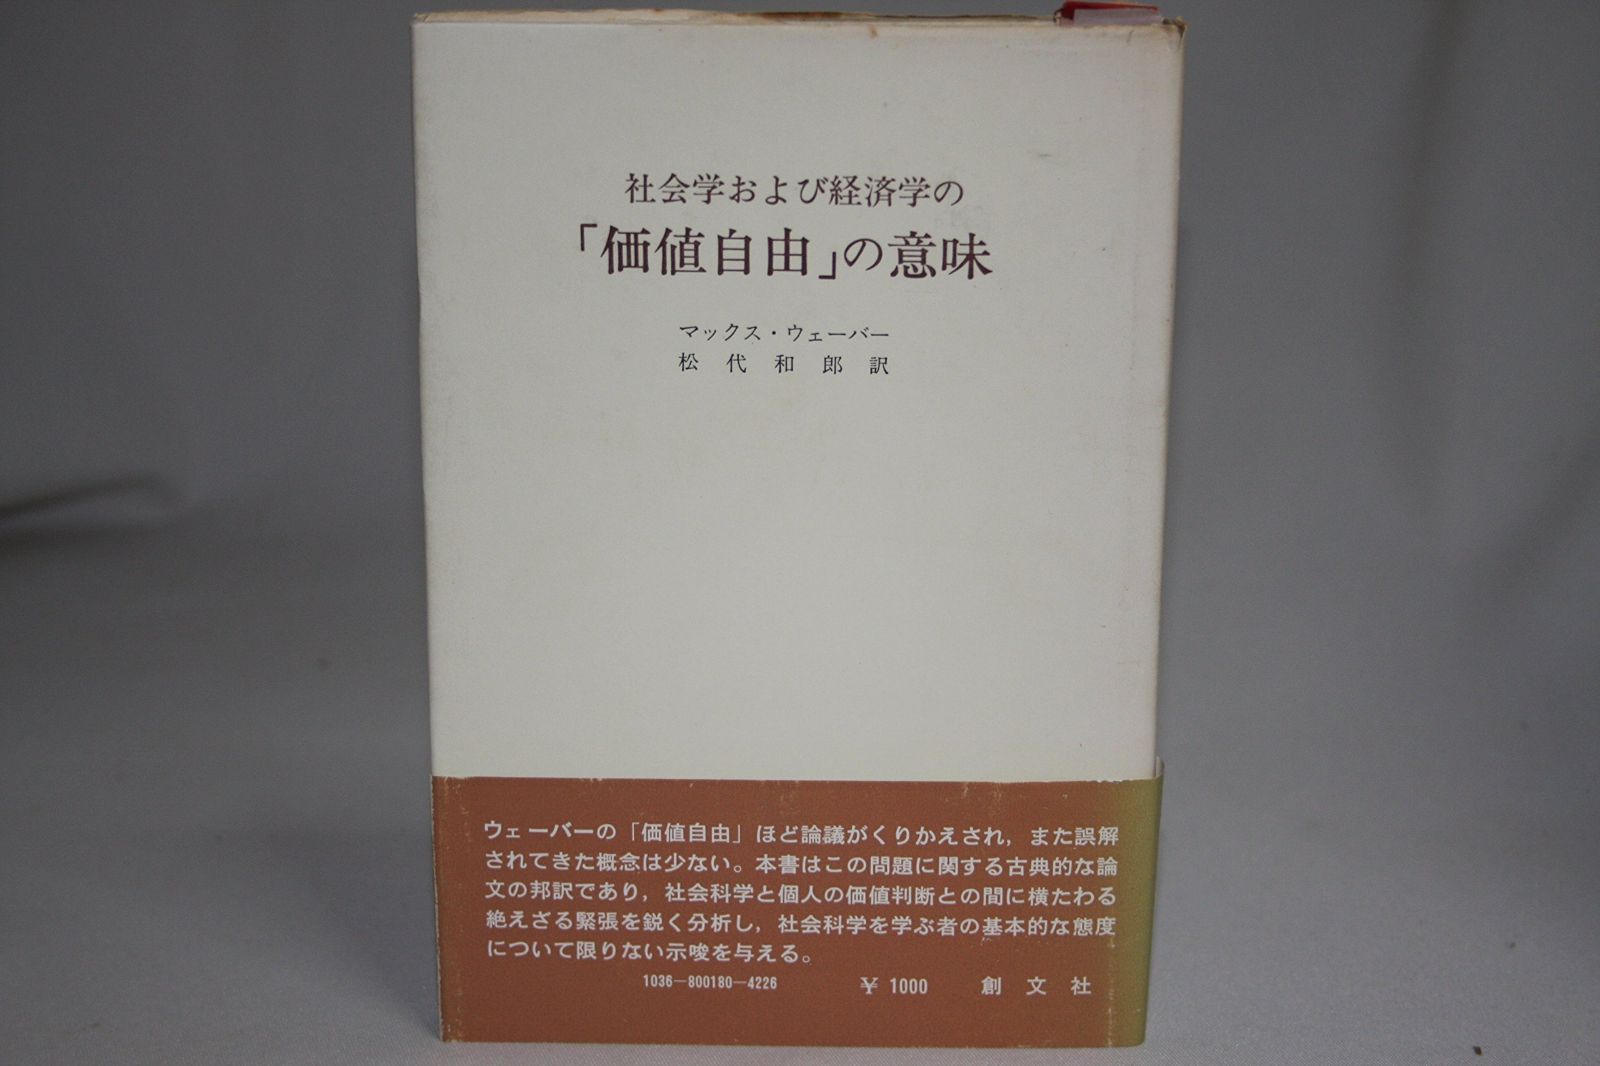 社会学および経済学の
「価値自由」の意味
マックス・ウェーバー
松代和郎訳
ウェーバーの「価値自由」ほど論議がくりかえされ，また誤解
されてきた概念は少ない。本書はこの問題に関する古典的な論
文の邦訳であり，社会科学と個人の価値判断との間に横たわる
絶えざる緊張を鋭く分析し，社会科学を学ぶ者の基本的な態度
について限りない示唆を与える。
1036-800180-4226 ¥1000 創文社